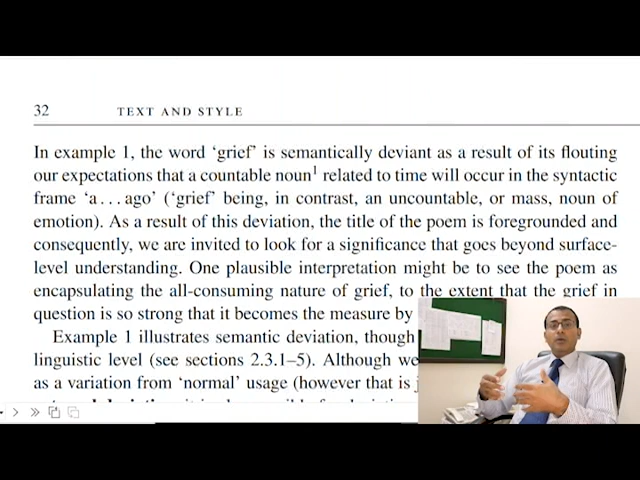 32 TEXT AND STYLE
In example 1, the word ‘grief’ is semantically deviant as a result of its flouting
our expectations that a countable noun1 related to time will occur in the syntactic
frame ‘a . . . ago’ (‘grief’ being, in contrast, an uncountable, or mass, noun of
emotion). As a result of this deviation, the title of the poem is foregrounded and
consequently, we are invited to look for a significance that goes beyond surface-
level understanding. One plausible interpretation might be to see the poem as
encapsulating the all-consuming nature of grief, to the extent that the grief in
question is so strong that it becomes the measure by
Example 1 illustrates semantic deviation, though
linguistic level (see sections 2.3.1–5). Although we
as a variation from ‘normal’ usage (however that is